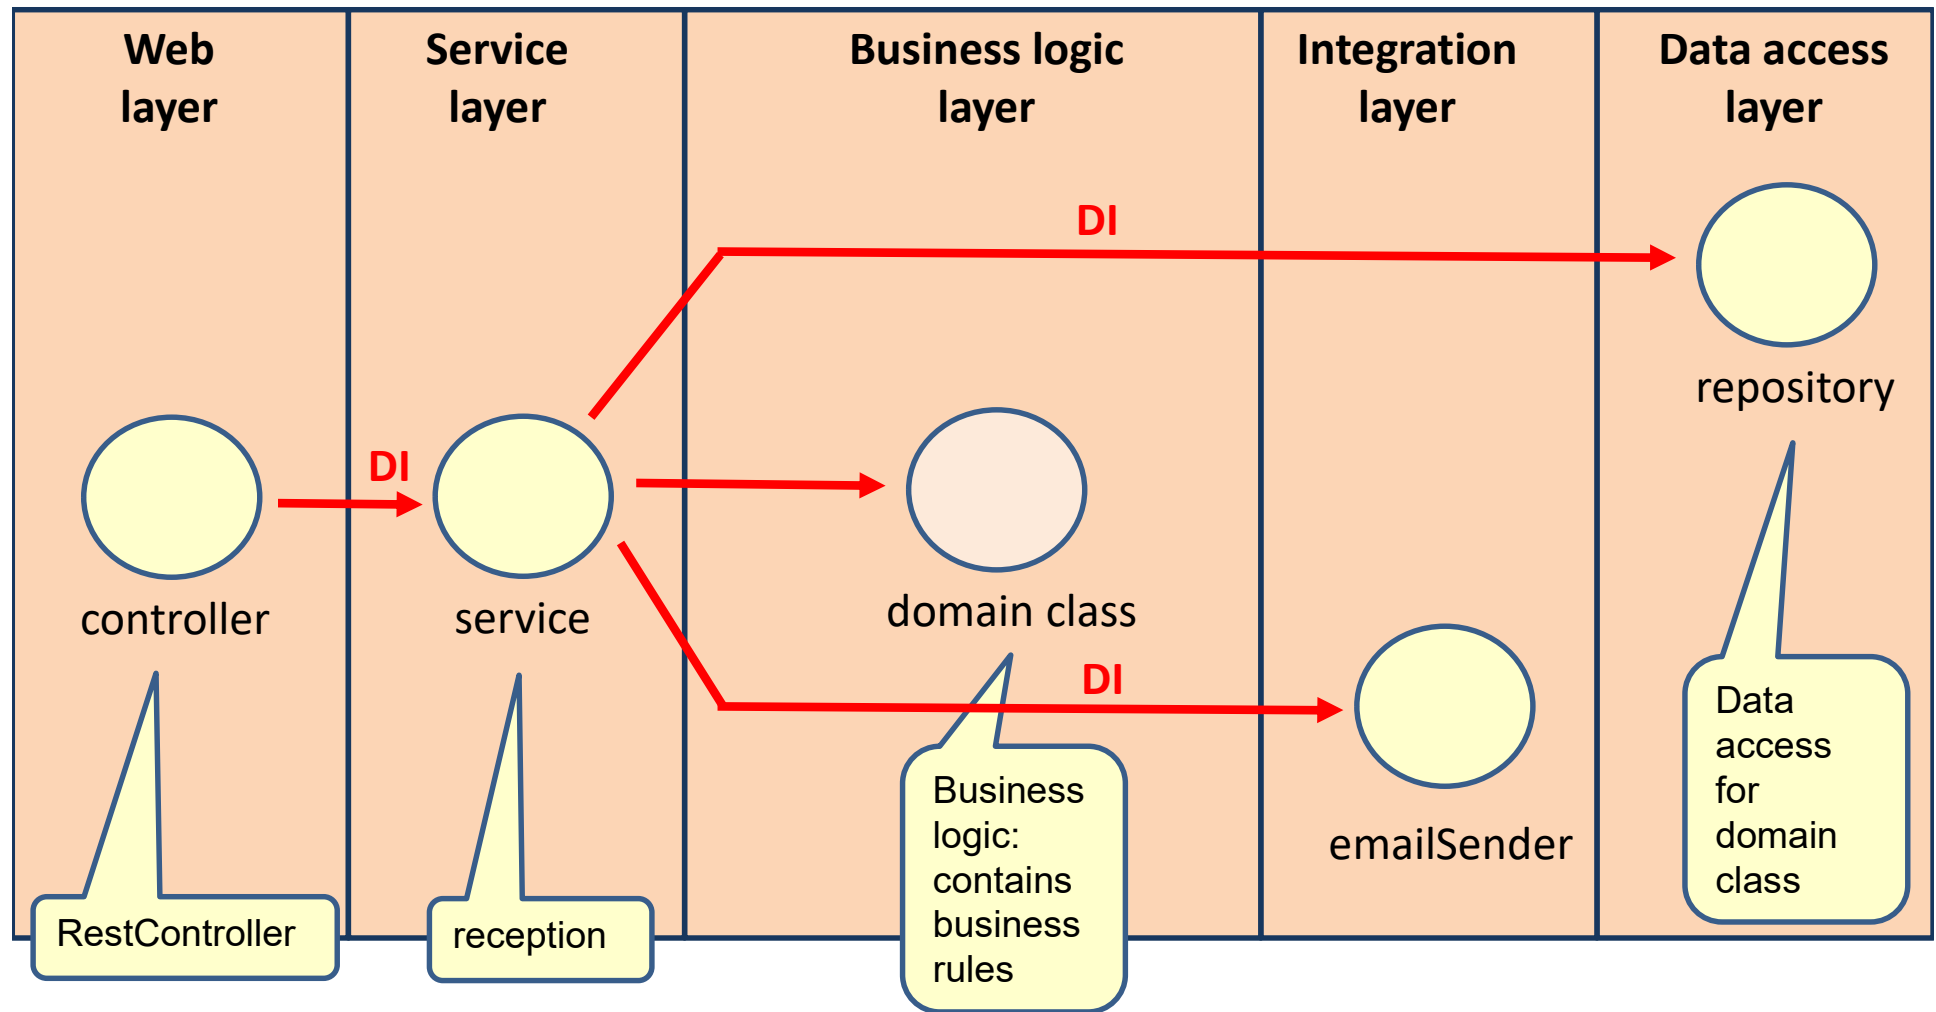 Web
layer
Service
layer
Business logic
layer
Integration
layer
Data access
layer
DI
repository
DI
controller
service
domain class
DI
emailSender
RestController
reception
Business
logic:
contains
business
rules
Data
access
for
domain
class